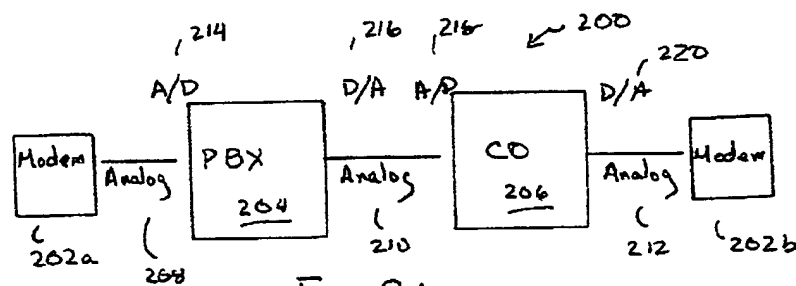 214 216 218 200
A/D D/A A/D D/A 220
Modem PBX CO Modem
Analog Analog Analog
204 206
202a 208 210 212 202b